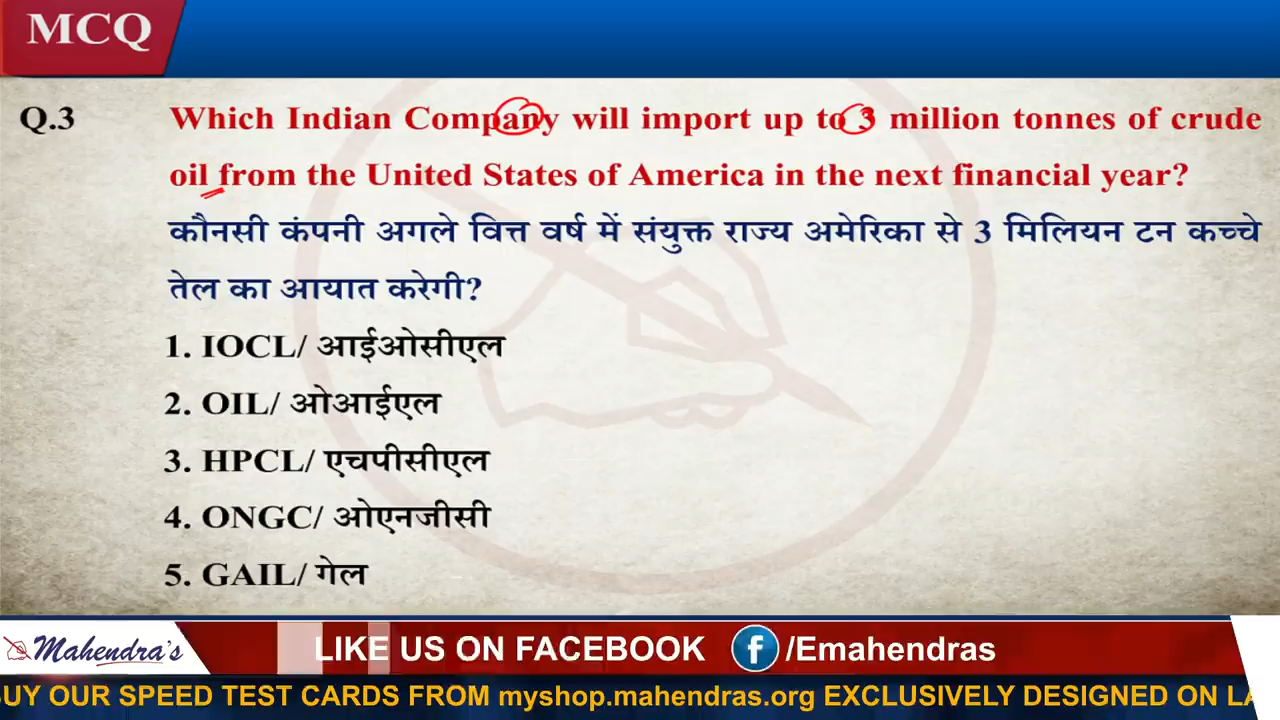 MCQ
Q.3 Which Indian Company will import up to 3 million tonnes of crude
oil from the United States of America in the next financial year?
कौनसी कंपनी अगले वित्त वर्ष में संयुक्त राज्य अमेरिका से 3 मिलियन टन कच्चे
तेल का आयात करेगी?
1. IOCL/ आईओसीएल
2. OIL/ ओआईएल
3. HPCL/ एचपीसीएल
4. ONGC/ ओएनजीसी
5. GAIL/ गेल
Mahendra's LIKE US ON FACEBOOK f /Emahendras
BUY OUR SPEED TEST CARDS FROM myshop.mahendras.org EXCLUSIVELY DESIGNED ON